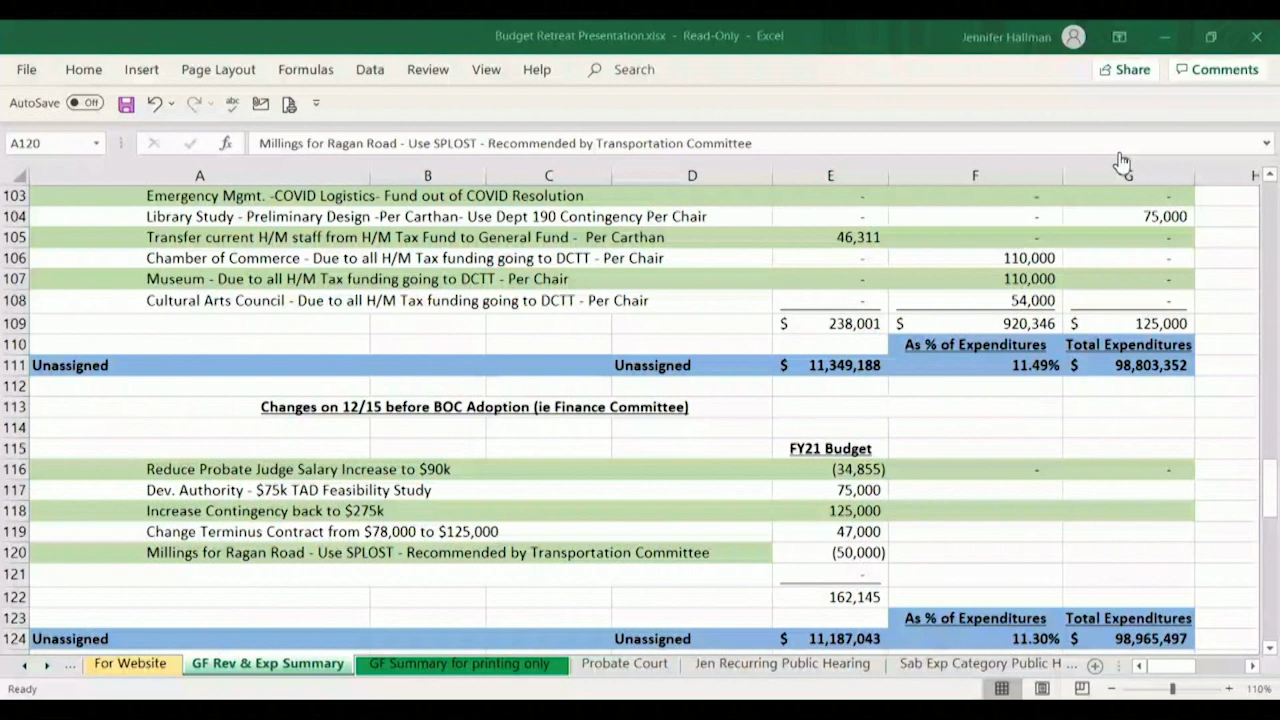 Budget Retreat Presentation.xlsx - Read-Only - Excel Jennifer Hallman
File Home Insert Page Layout Formulas Data Review View Help Search Share Comments
AutoSave Off
A120 fx Millings for Ragan Road - Use SPLOST - Recommended by Transportation Committee
A B C D E F G H
103 Emergency Mgmt. -COVID Logistics- Fund out of COVID Resolution - - -
104 Library Study - Preliminary Design -Per Carthan- Use Dept 190 Contingency Per Chair - - 75,000
105 Transfer current H/M staff from H/M Tax Fund to General Fund - Per Carthan 46,311 - -
106 Chamber of Commerce - Due to all H/M Tax funding going to DCTT - Per Chair - 110,000 -
107 Museum - Due to all H/M Tax funding going to DCTT - Per Chair - 110,000 -
108 Cultural Arts Council - Due to all H/M Tax funding going to DCTT - Per Chair - 54,000 -
109 $ 238,001 $ 920,346 $ 125,000
110 As % of Expenditures Total Expenditures
111 Unassigned Unassigned $ 11,349,188 11.49% $ 98,803,352
112
113 Changes on 12/15 before BOC Adoption (ie Finance Committee)
114
115 FY21 Budget
116 Reduce Probate Judge Salary Increase to $90k (34,855) - -
117 Dev. Authority - $75k TAD Feasibility Study 75,000
118 Increase Contingency back to $275k 125,000
119 Change Terminus Contract from $78,000 to $125,000 47,000
120 Millings for Ragan Road - Use SPLOST - Recommended by Transportation Committee (50,000)
121 -
122 162,145
123 As % of Expenditures Total Expenditures
124 Unassigned Unassigned $ 11,187,043 11.30% $ 98,965,497
... For Website GF Rev & Exp Summary GF Summary for printing only Probate Court Jen Recurring Public Hearing Sab Exp Category Public H ...
Ready 110%